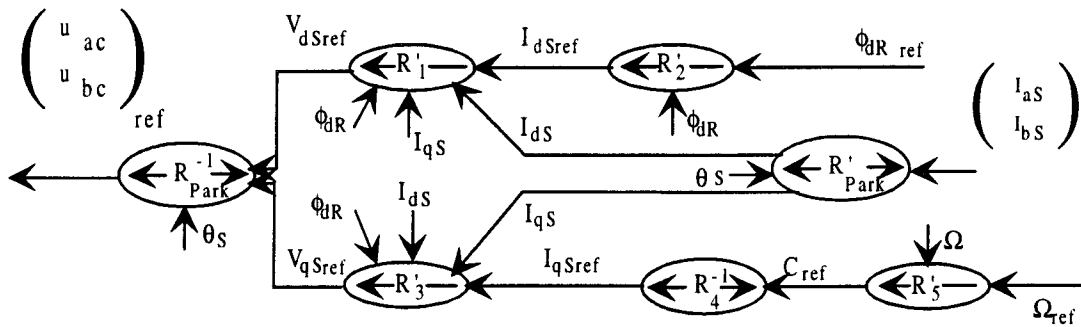 u ac
u bc
ref
V dSref
R'1
I dSref
R'2
ϕdR ref
I aS
I bS
ϕdR
I qS
ϕdR
I dS
R -1 Park
θS
R' Park
θS
ϕdR
I dS
I qS
V qSref
R'3
I qSref
R -1 4
C ref
R'5
Ω
Ω ref